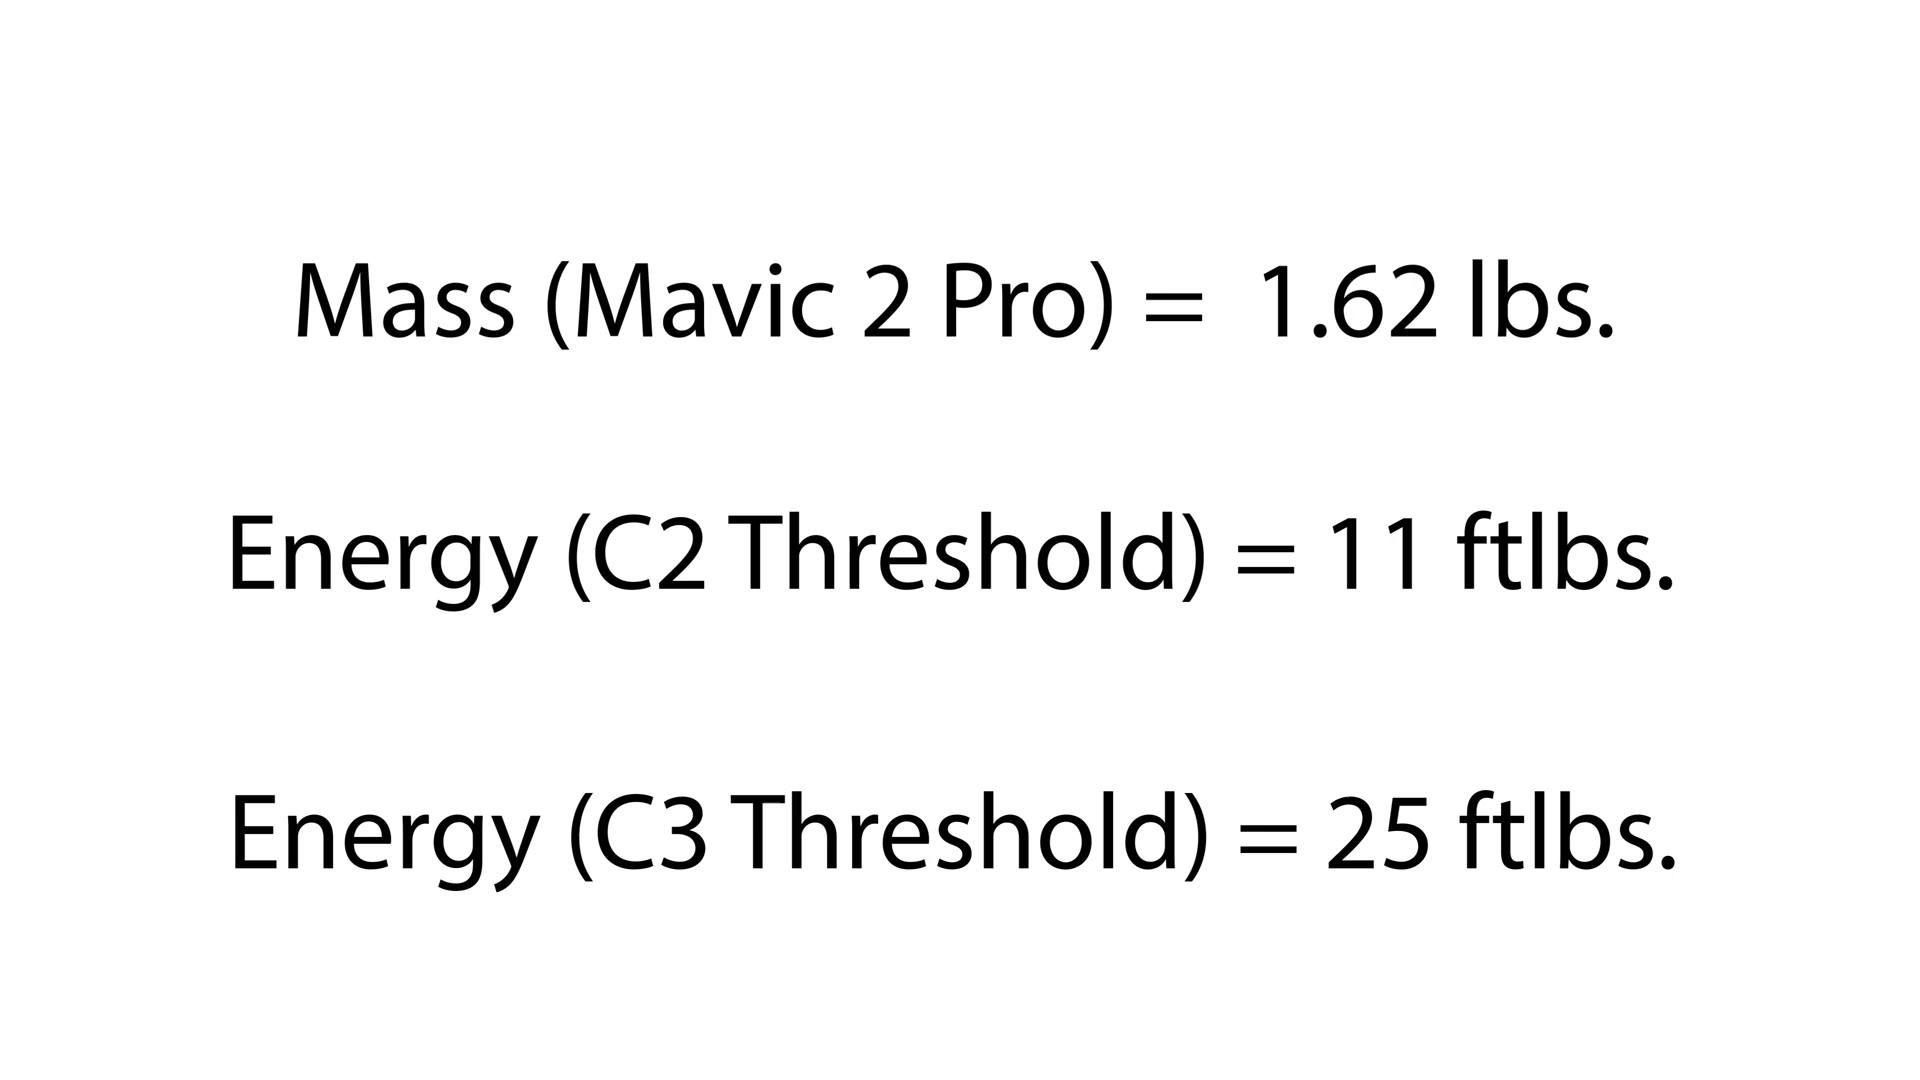 Mass (Mavic 2 Pro) = 1.62 lbs.
Energy (C2 Threshold) = 11 ftlbs.
Energy (C3 Threshold) = 25 ftlbs.